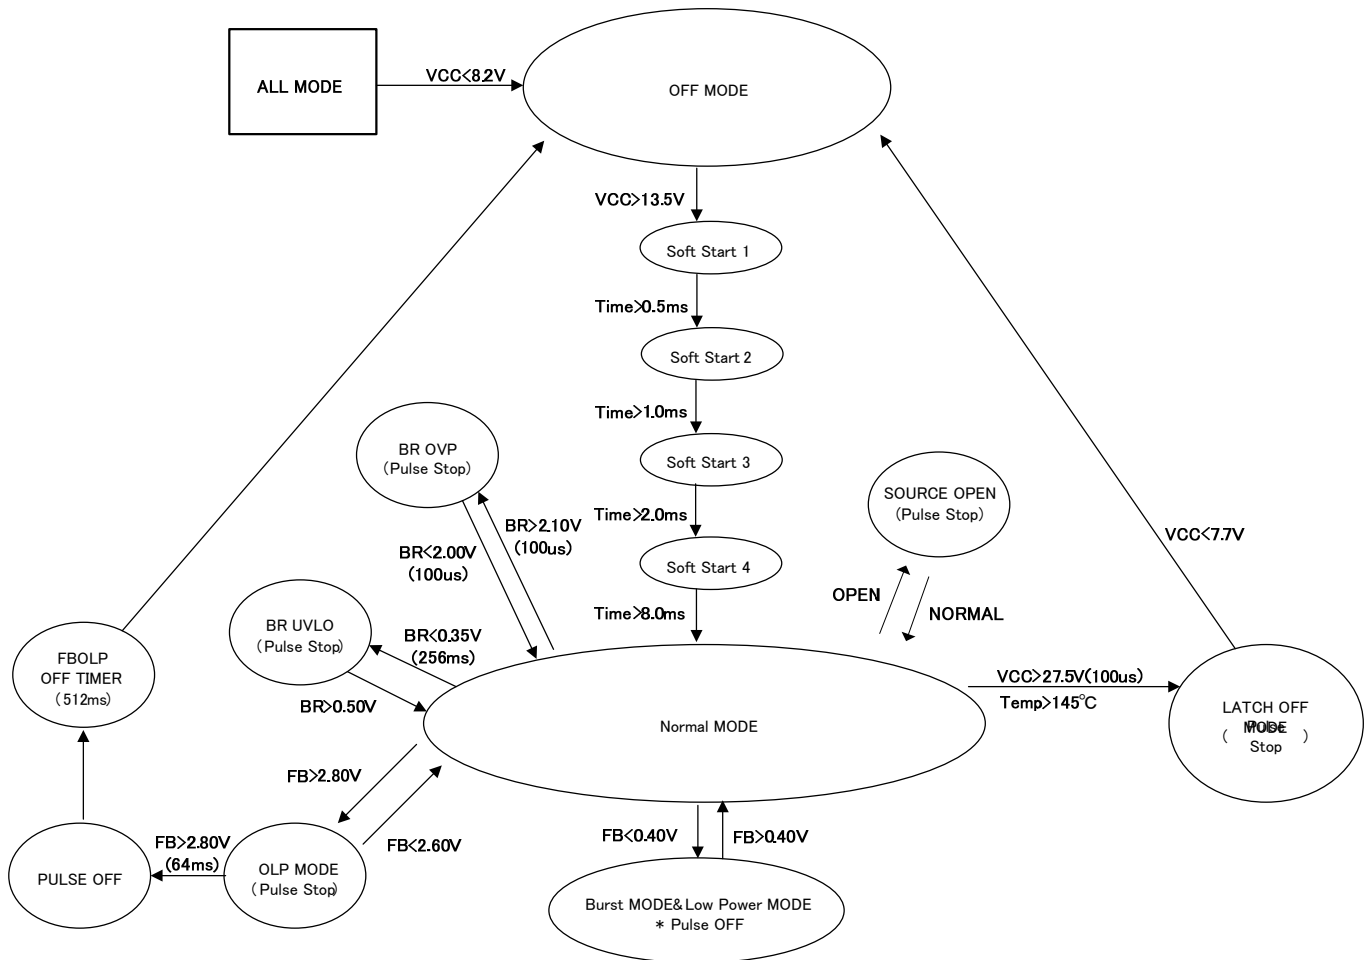 ALL MODE
VCC<8.2V
OFF MODE
VCC>13.5V
Soft Start 1
Time>0.5ms
Soft Start 2
Time>1.0ms
BR OVP
(Pulse Stop)
Soft Start 3
SOURCE OPEN
(Pulse Stop)
BR>2.10V
(100us)
Time>2.0ms
VCC<7.7V
BR<2.00V
(100us)
Soft Start 4
OPEN
NORMAL
Time>8.0ms
BR UVLO
(Pulse Stop)
BR<0.35V
(256ms)
FBOLP
OFF TIMER
(512ms)
BR>0.50V
VCC>27.5V(100us)
Temp>145℃
Normal MODE
LATCH OFF
MODE
( Pulse )
Stop
FB>2.80V
FB<2.60V
FB<0.40V
FB>0.40V
FB>2.80V
(64ms)
PULSE OFF
OLP MODE
(Pulse Stop)
Burst MODE&Low Power MODE
* Pulse OFF